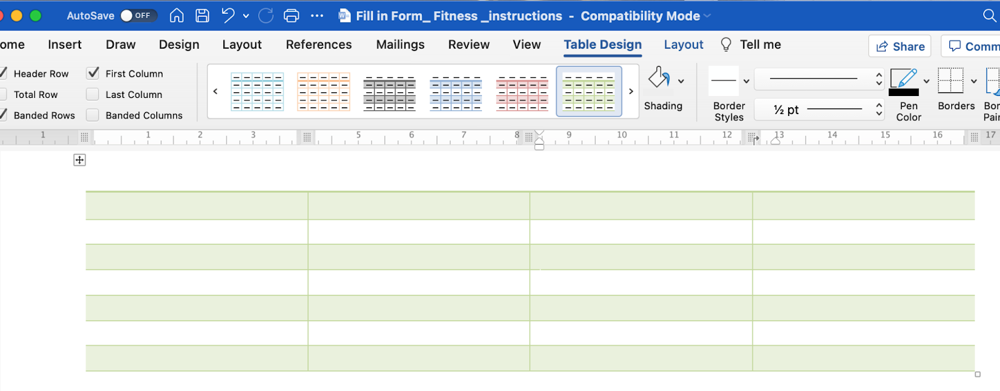 AutoSave OFF Fill in Form_ Fitness _instructions - Compatibility Mode
ome Insert Draw Design Layout References Mailings Review View Table Design Layout Tell me Share Comm
Header Row First Column
Total Row Last Column
Banded Rows Banded Columns
Shading
Border
Styles
½ pt
Pen
Color
Borders
Bor
Pai
1 1 2 3 5 6 7 8 9 10 11 12 13 14 15 16 17